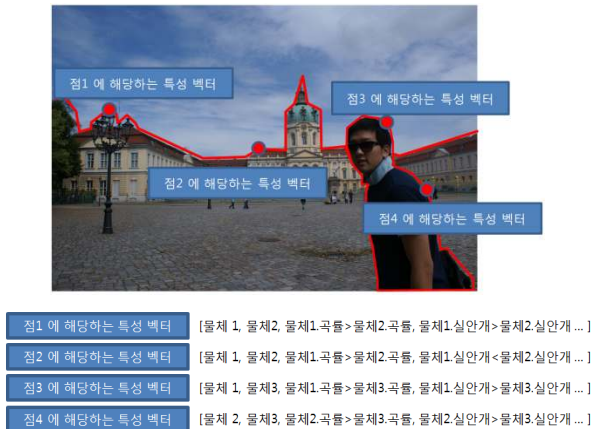 점1 에 해당하는 특성 벡터
점3 에 해당하는 특성 벡터
점2 에 해당하는 특성 벡터
점4 에 해당하는 특성 벡터
점1 에 해당하는 특성 벡터 [물체 1, 물체2, 물체1.곡률>물체2.곡률, 물체1.실안개>물체2.실안개 ... ]
점2 에 해당하는 특성 벡터 [물체 1, 물체2, 물체1.곡률>물체2.곡률, 물체1.실안개<물체2.실안개 ... ]
점3 에 해당하는 특성 벡터 [물체 1, 물체3, 물체1.곡률>물체3.곡률, 물체1.실안개>물체3.실안개 ... ]
점4 에 해당하는 특성 벡터 [물체 2, 물체3, 물체2.곡률>물체3.곡률, 물체2.실안개>물체3.실안개 ... ]